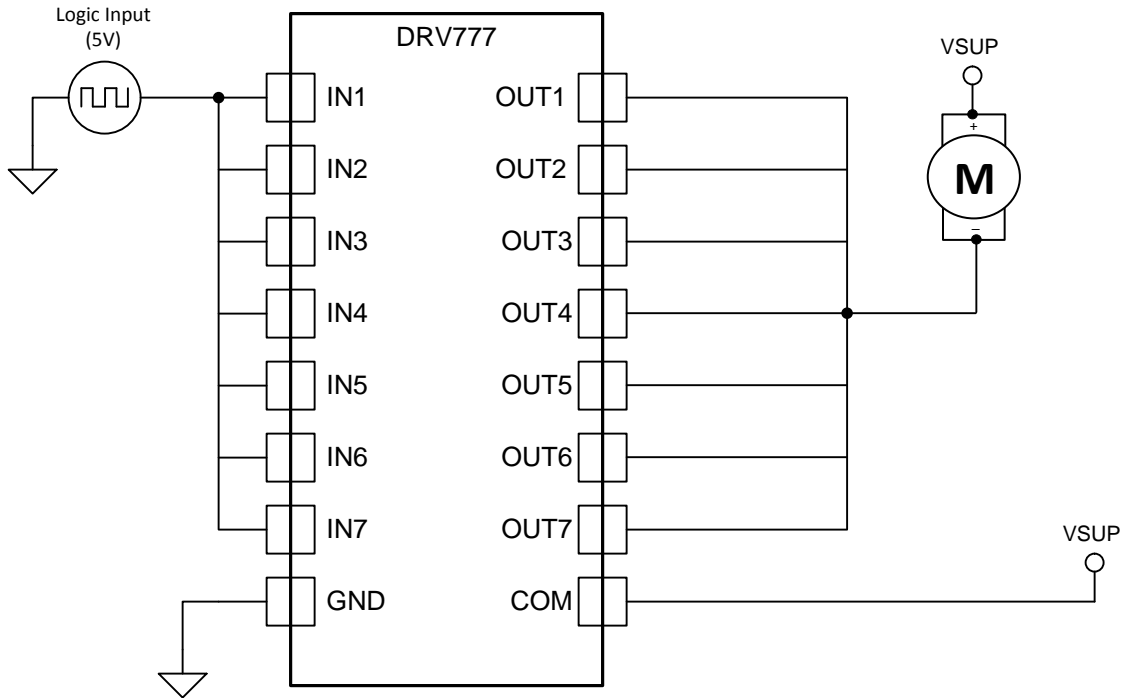 Logic Input
(5V)
DRV777
VSUP
IN1
OUT1
+
IN2
OUT2
M
−
IN3
OUT3
IN4
OUT4
IN5
OUT5
IN6
OUT6
IN7
OUT7
VSUP
GND
COM